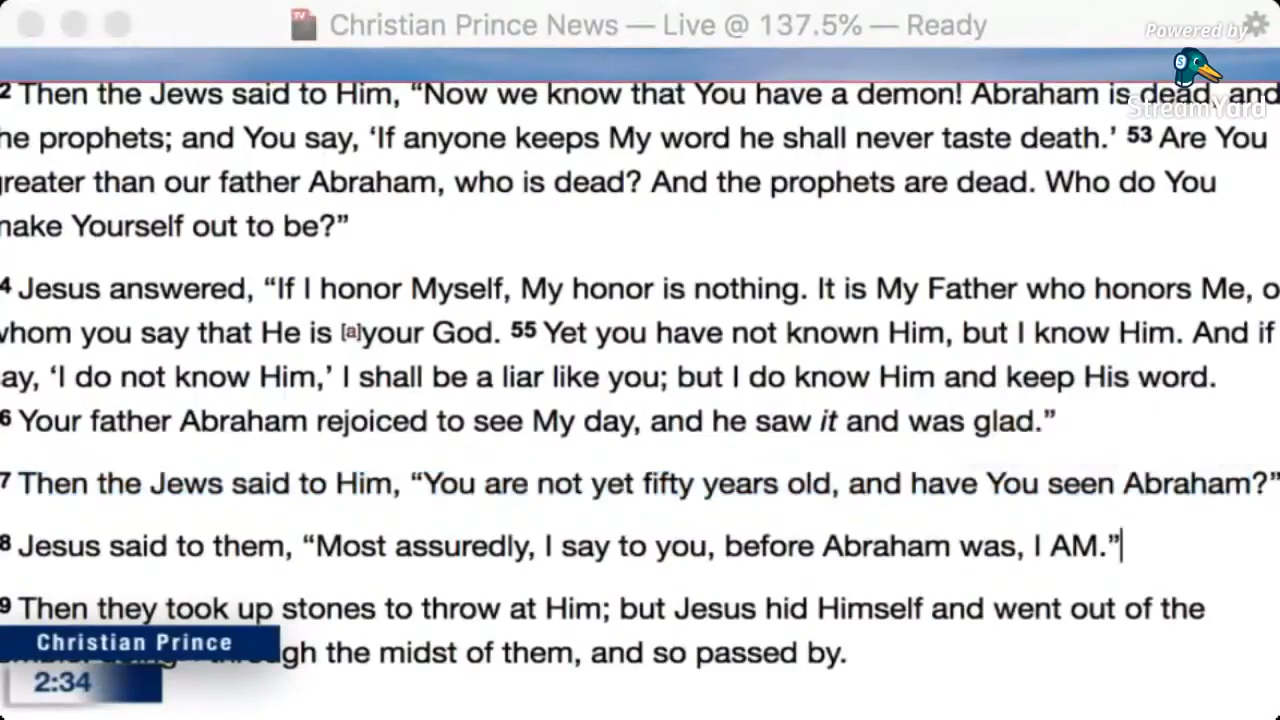 Christian Prince News — Live @ 137.5% — Ready
Powered by
StreamYard
2 Then the Jews said to Him, “Now we know that You have a demon! Abraham is dead, and
he prophets; and You say, ‘If anyone keeps My word he shall never taste death.’ 53 Are You
greater than our father Abraham, who is dead? And the prophets are dead. Who do You
make Yourself out to be?”
4 Jesus answered, “If I honor Myself, My honor is nothing. It is My Father who honors Me, o
whom you say that He is [a]your God. 55 Yet you have not known Him, but I know Him. And if
ay, ‘I do not know Him,’ I shall be a liar like you; but I do know Him and keep His word.
6 Your father Abraham rejoiced to see My day, and he saw it and was glad.”
7 Then the Jews said to Him, “You are not yet fifty years old, and have You seen Abraham?”
8 Jesus said to them, “Most assuredly, I say to you, before Abraham was, I AM.”
9 Then they took up stones to throw at Him; but Jesus hid Himself and went out of the
the midst of them, and so passed by.
Christian Prince
2:34